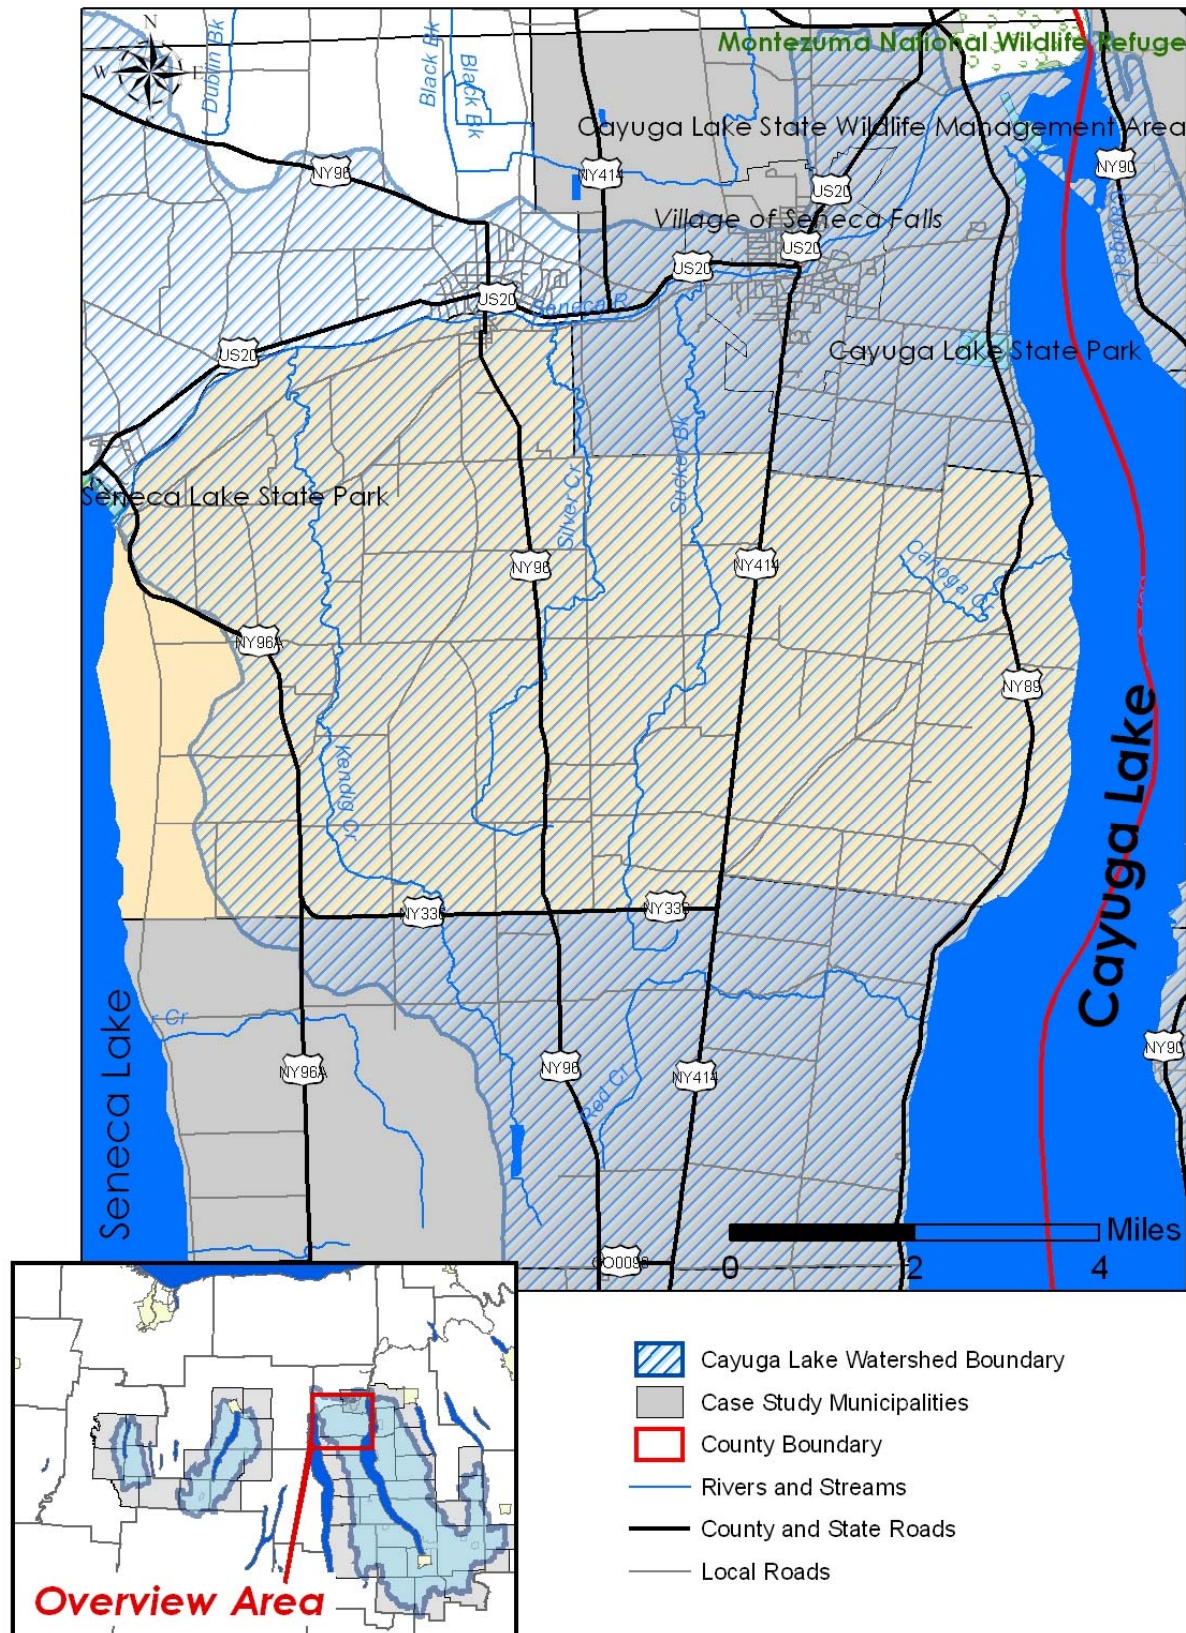 N
W
E
Dublin Bk
Black Bk
Black Bk
Montezuma National Wildlife Refuge
Cayuga Lake State Wildlife Management Area
NY96
NY414
US20
NY90
Village of Seneca Falls
US20
US20
US20
Seneca R
US20
Cayuga Lake State Park
Seneca Lake State Park
Silver Cr
Sucker Bk
NY96
NY414
Canoga Cr
NY96A
NY89
Kendig Cr
Cayuga Lake
NY336
NY336
Seneca Lake
r Cr
NY96A
NY96
NY414
NY90
Red Cr
Miles
0 2 4
Cayuga Lake Watershed Boundary
Case Study Municipalities
County Boundary
Rivers and Streams
County and State Roads
Local Roads
Overview Area